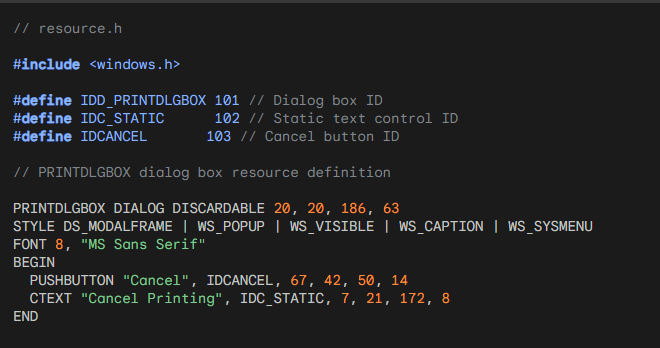 // resource.h
#include <windows.h>
#define IDD_PRINTDLGBOX 101 // Dialog box ID
#define IDC_STATIC      102 // Static text control ID
#define IDCANCEL       103 // Cancel button ID
// PRINTDLGBOX dialog box resource definition
PRINTDLGBOX DIALOG DISCARDABLE 20, 20, 186, 63
STYLE DS_MODALFRAME | WS_POPUP | WS_VISIBLE | WS_CAPTION | WS_SYSMENU
FONT 8, "MS Sans Serif"
BEGIN
  PUSHBUTTON "Cancel", IDCANCEL, 67, 42, 50, 14
  CTEXT "Cancel Printing", IDC_STATIC, 7, 21, 172, 8
END